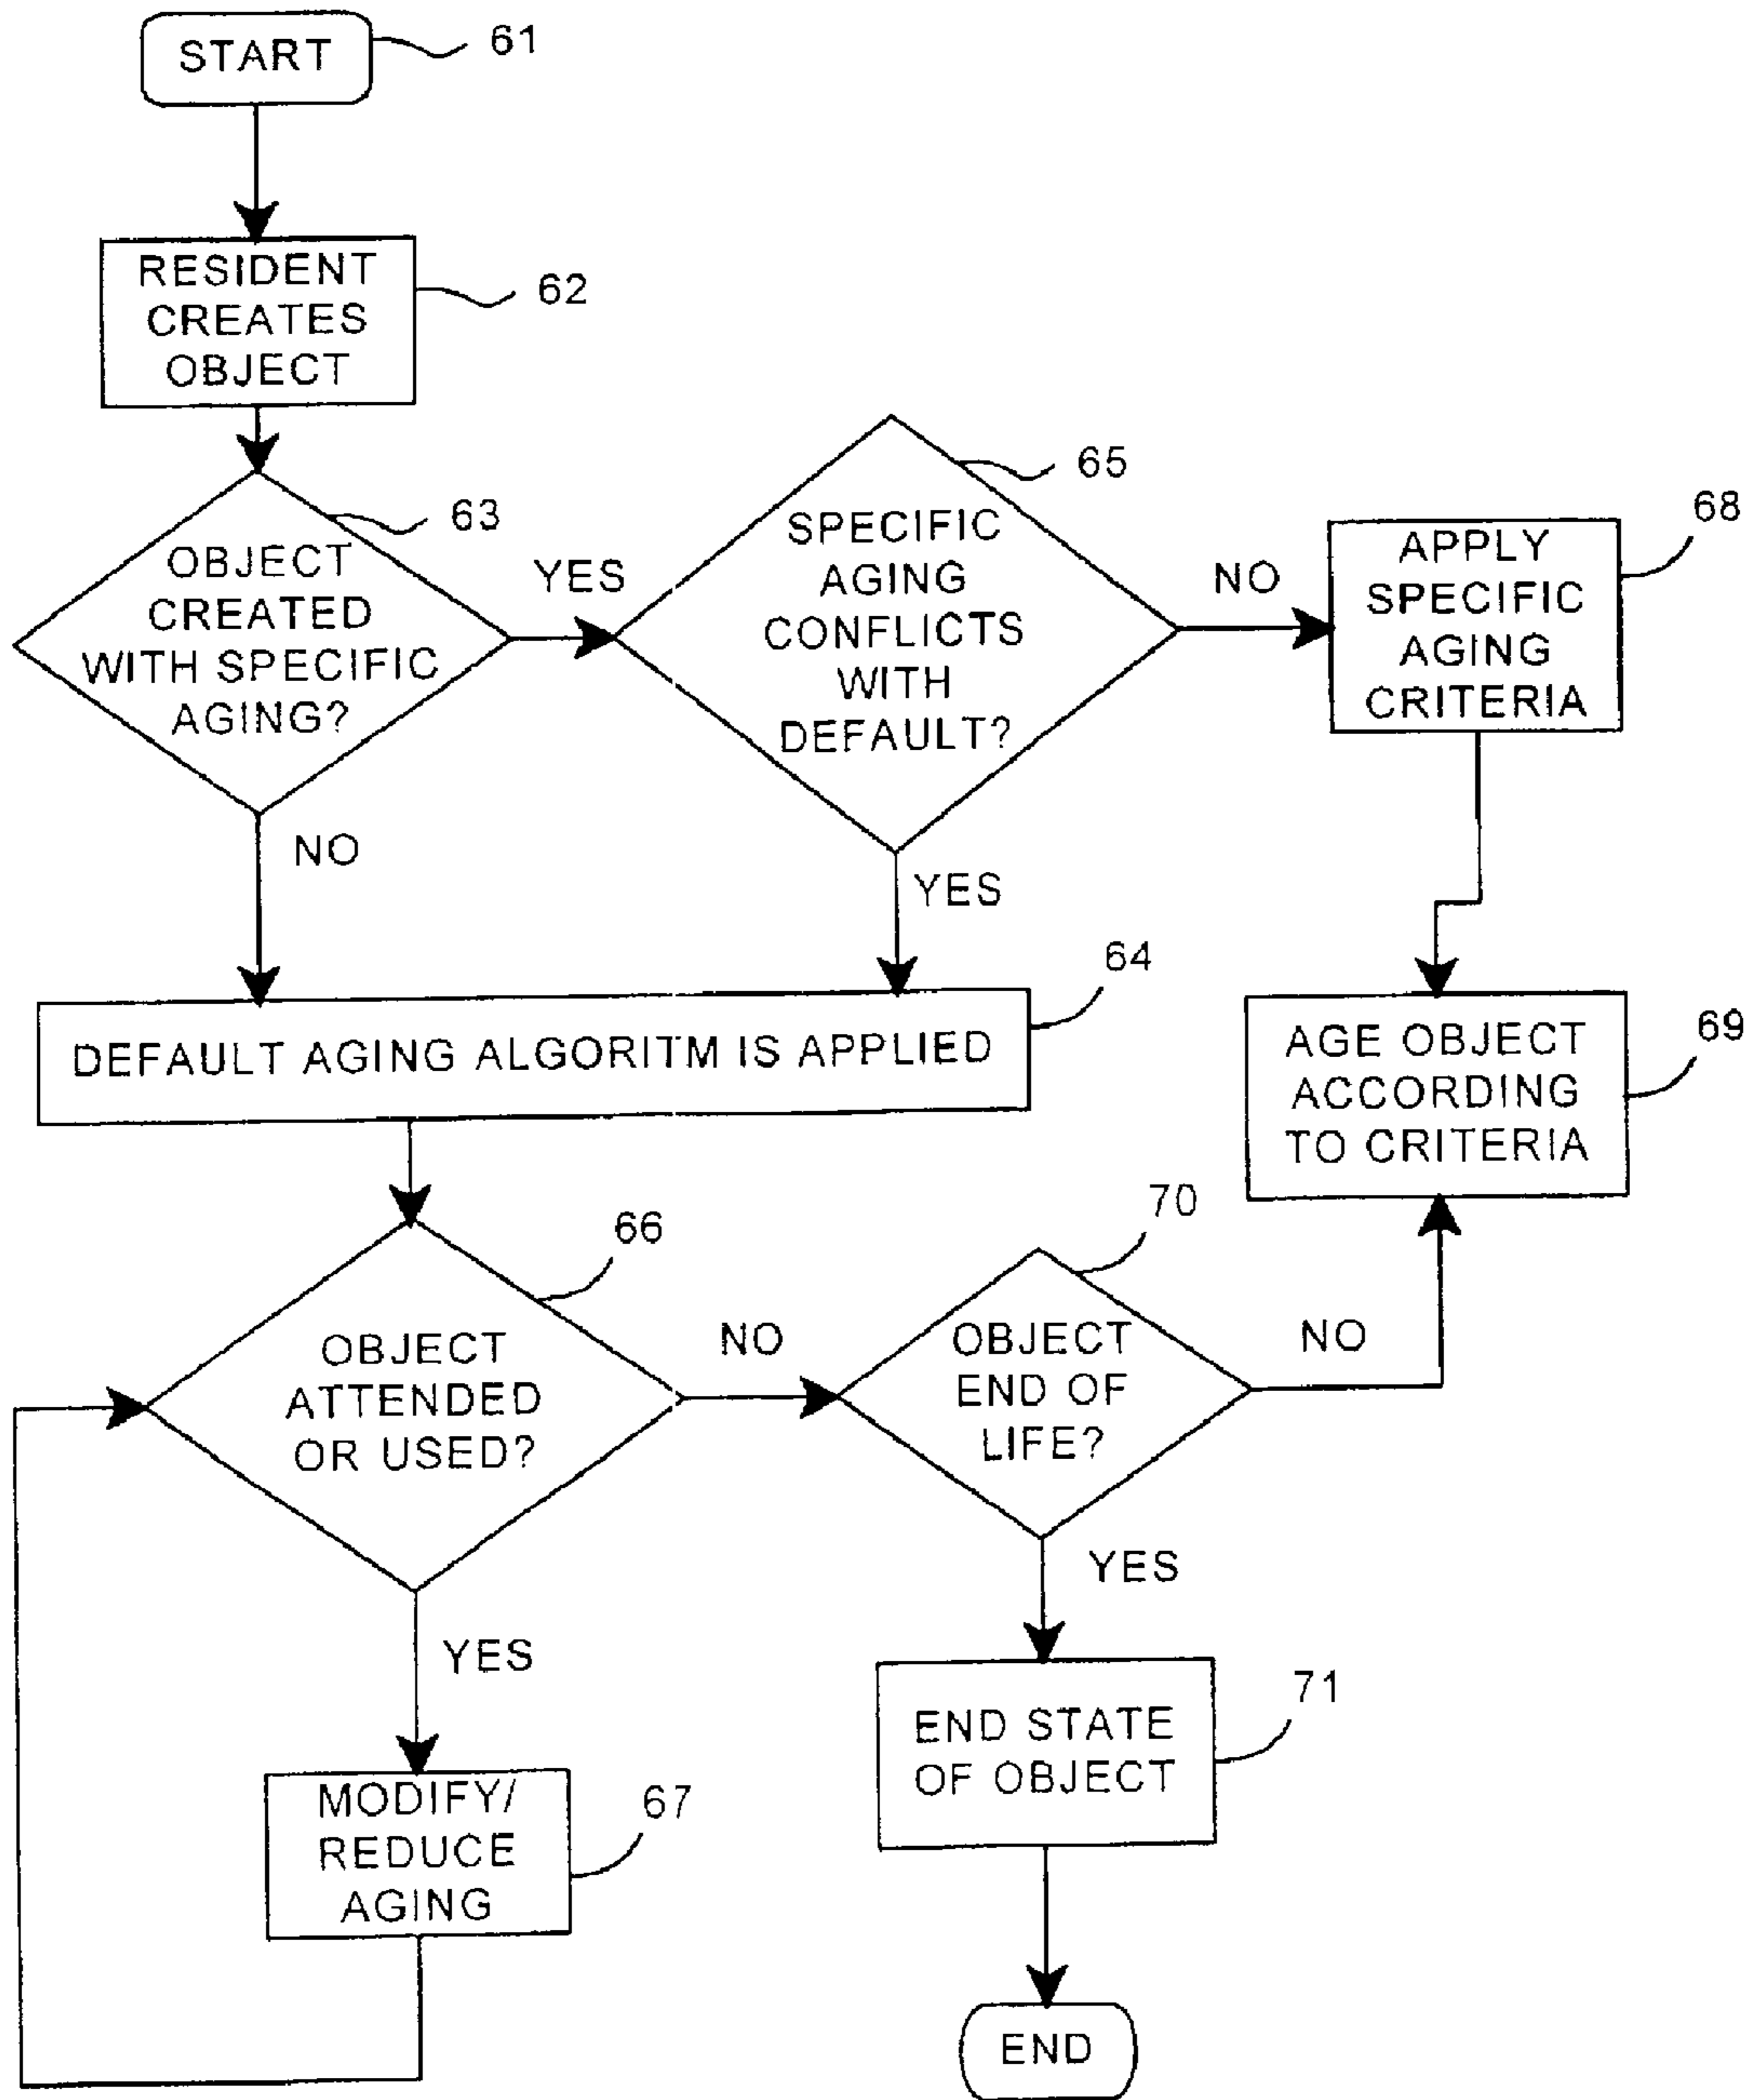 START
61
RESIDENT
CREATES
OBJECT
62
63
OBJECT
CREATED
WITH SPECIFIC
AGING?
YES
65
SPECIFIC
AGING
CONFLICTS
WITH
DEFAULT?
NO
68
APPLY
SPECIFIC
AGING
CRITERIA
NO
YES
64
DEFAULT AGING ALGORITM IS APPLIED
69
AGE OBJECT
ACCORDING
TO CRITERIA
66
OBJECT
ATTENDED
OR USED?
NO
70
OBJECT
END OF
LIFE?
NO
YES
YES
67
MODIFY/
REDUCE
AGING
71
END STATE
OF OBJECT
END